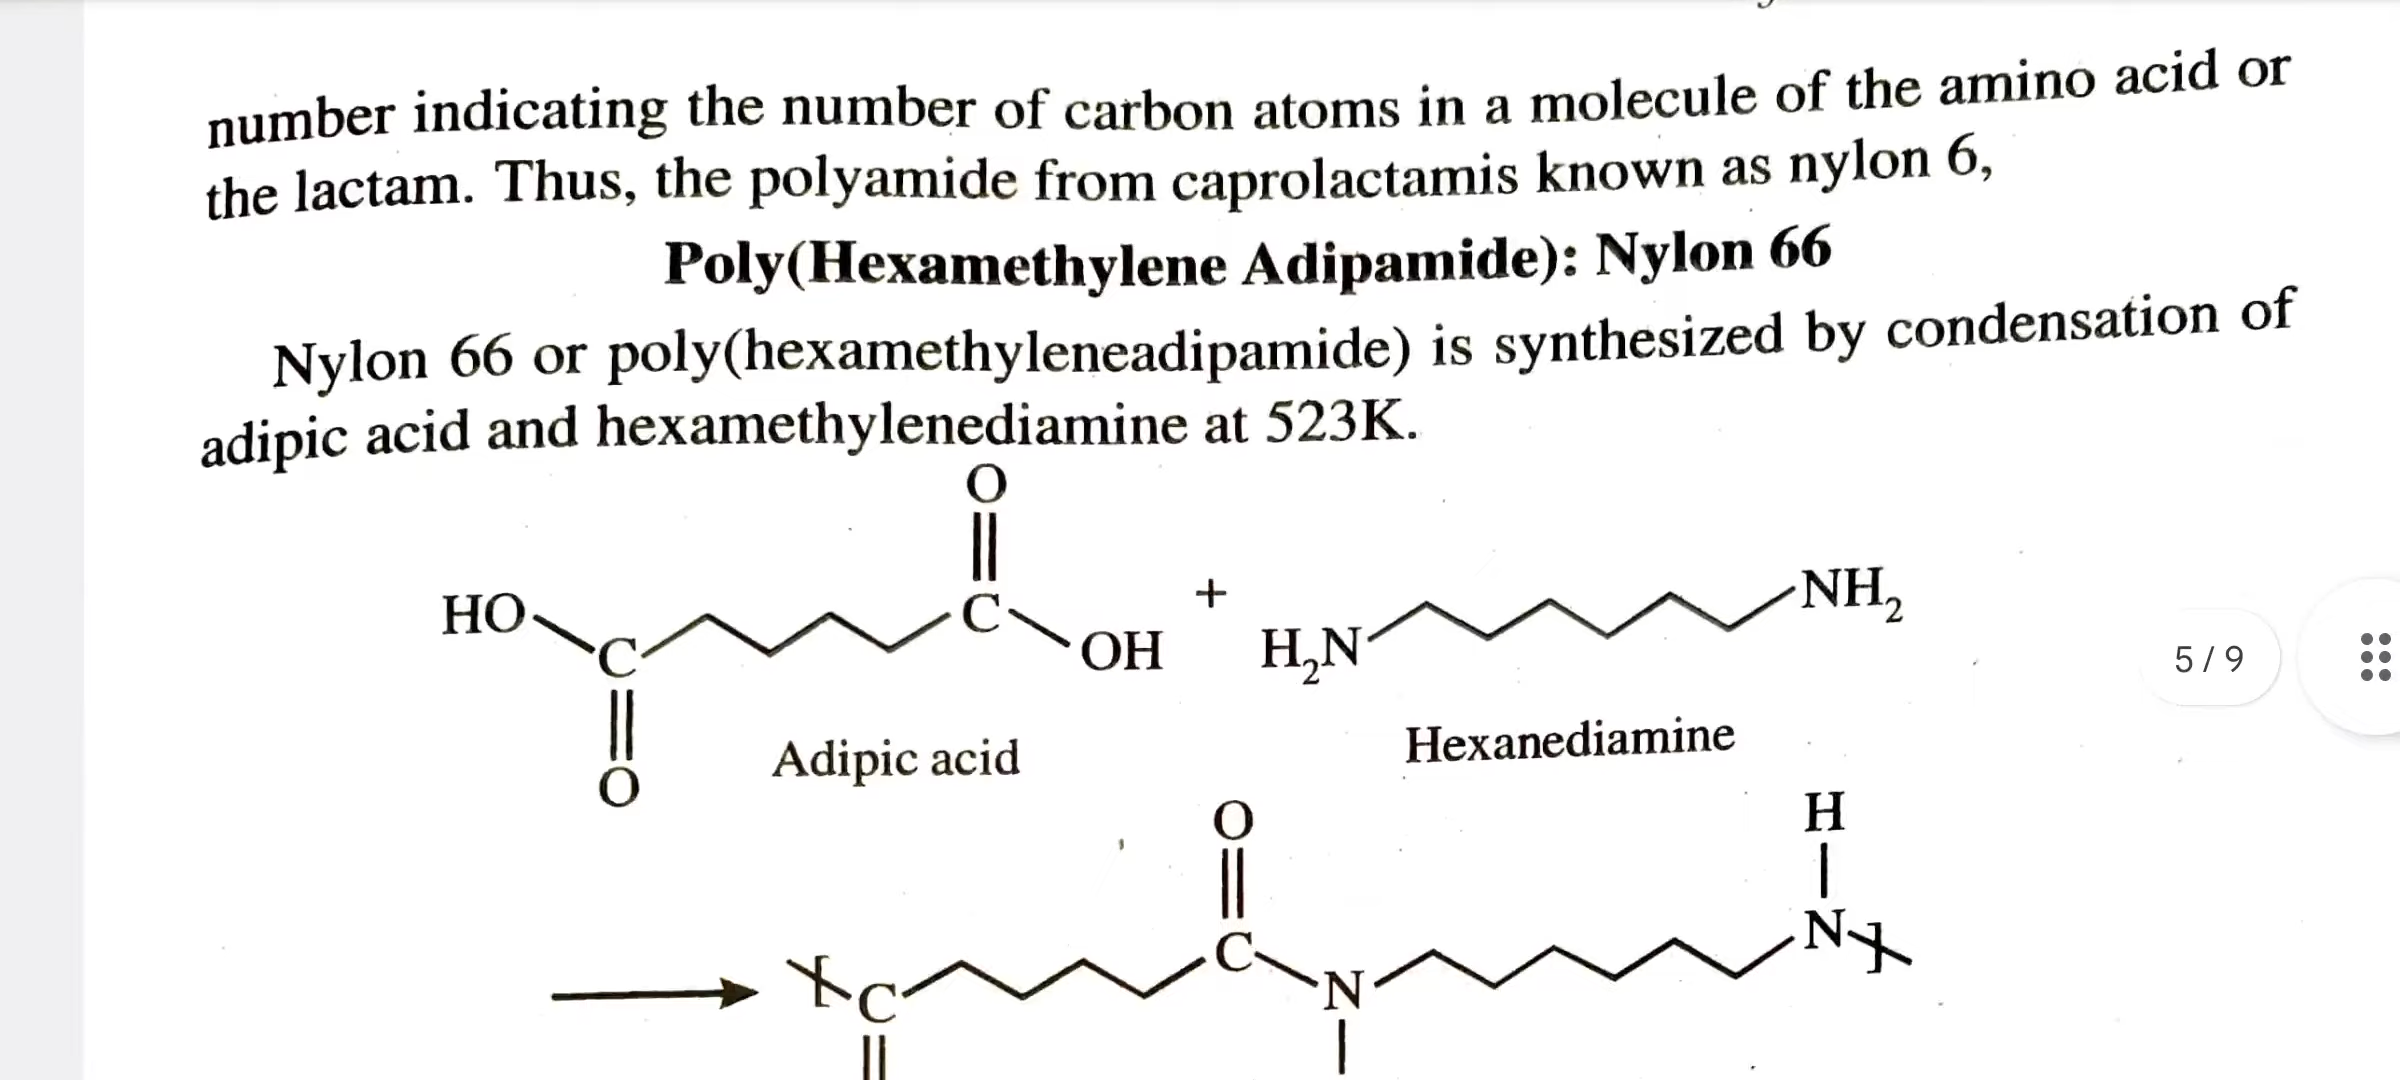 number indicating the number of carbon atoms in a molecule of the amino acid or
the lactam. Thus, the polyamide from caprolactamis known as nylon 6,
Poly(Hexamethylene Adipamide): Nylon 66
Nylon 66 or poly(hexamethyleneadipamide) is synthesized by condensation of
adipic acid and hexamethylenediamine at 523K.
O
HO
C
C
OH
O
+
H₂N
NH₂
Adipic acid
Hexanediamine
5 / 9
O
H
C
C
N
N